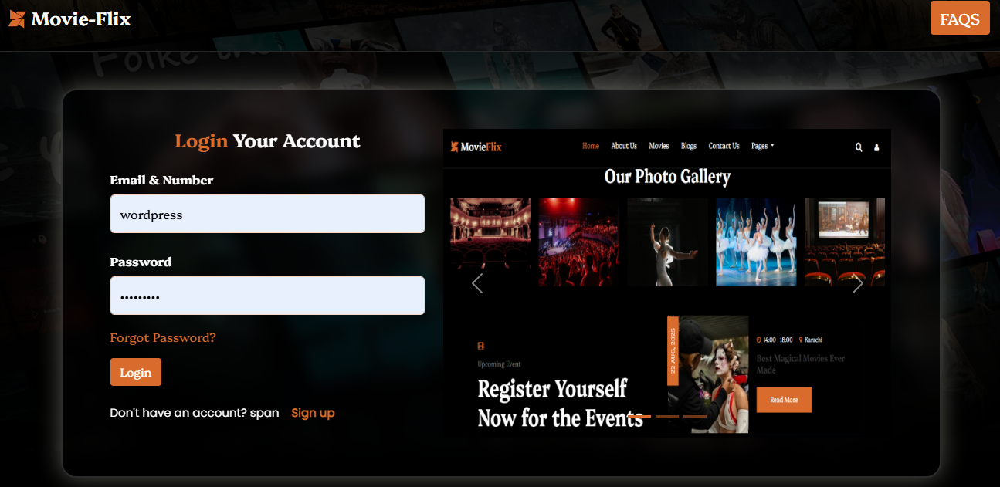 Movie-Flix
FAQS
Folke
ESCAPE
Login Your Account
Email & Number
wordpress
Password
•••••••••
Forgot Password?
Login
Don't have an account? span Sign up
MovieFlix
Home About Us Movies Blogs Contact Us Pages
Our Photo Gallery
Upcoming Event
Register Yourself
Now for the Events
22 AUG, 2025
14:00 - 18:00 Karachi
Best Magical Movies Ever
Made
Read More